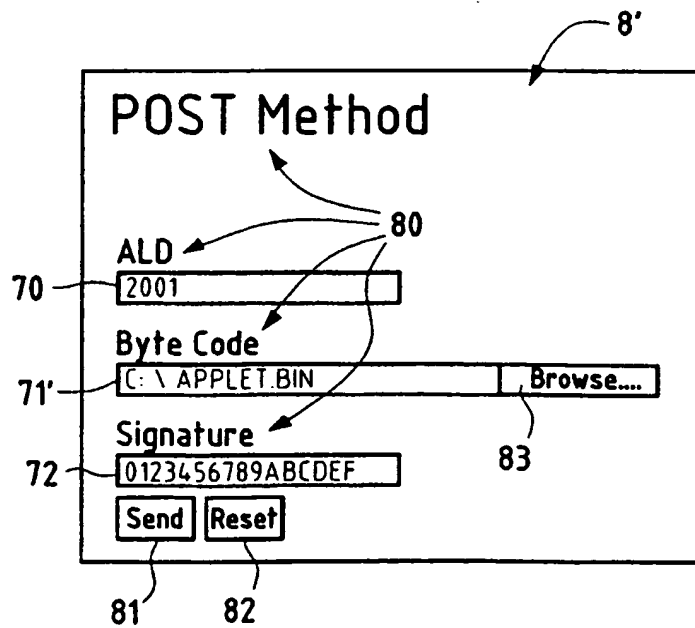 8'
POST Method
80
ALD
70
2001
Byte Code
71'
C: \ APPLET.BIN
Browse....
Signature
83
72
0123456789ABCDEF
Send
Reset
81
82